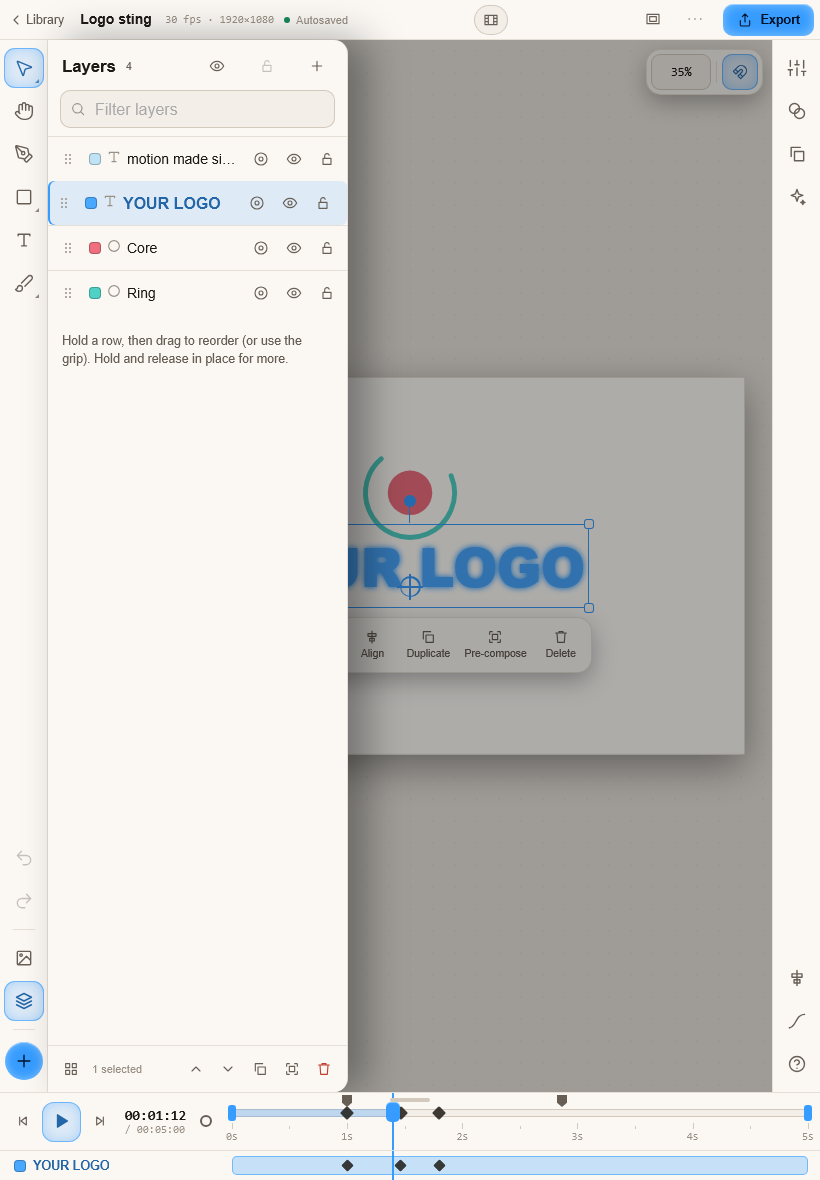 Library Logo sting 30 fps · 1920×1080 Autosaved Export
Layers 4
35%
Filter layers
motion made si...
YOUR LOGO
Core
Ring
Hold a row, then drag to reorder (or use the
grip). Hold and release in place for more.
UR LOGO
Align Duplicate Pre-compose Delete
1 selected
00:01:12
/ 00:05:00
0s 1s 2s 3s 4s 5s
YOUR LOGO